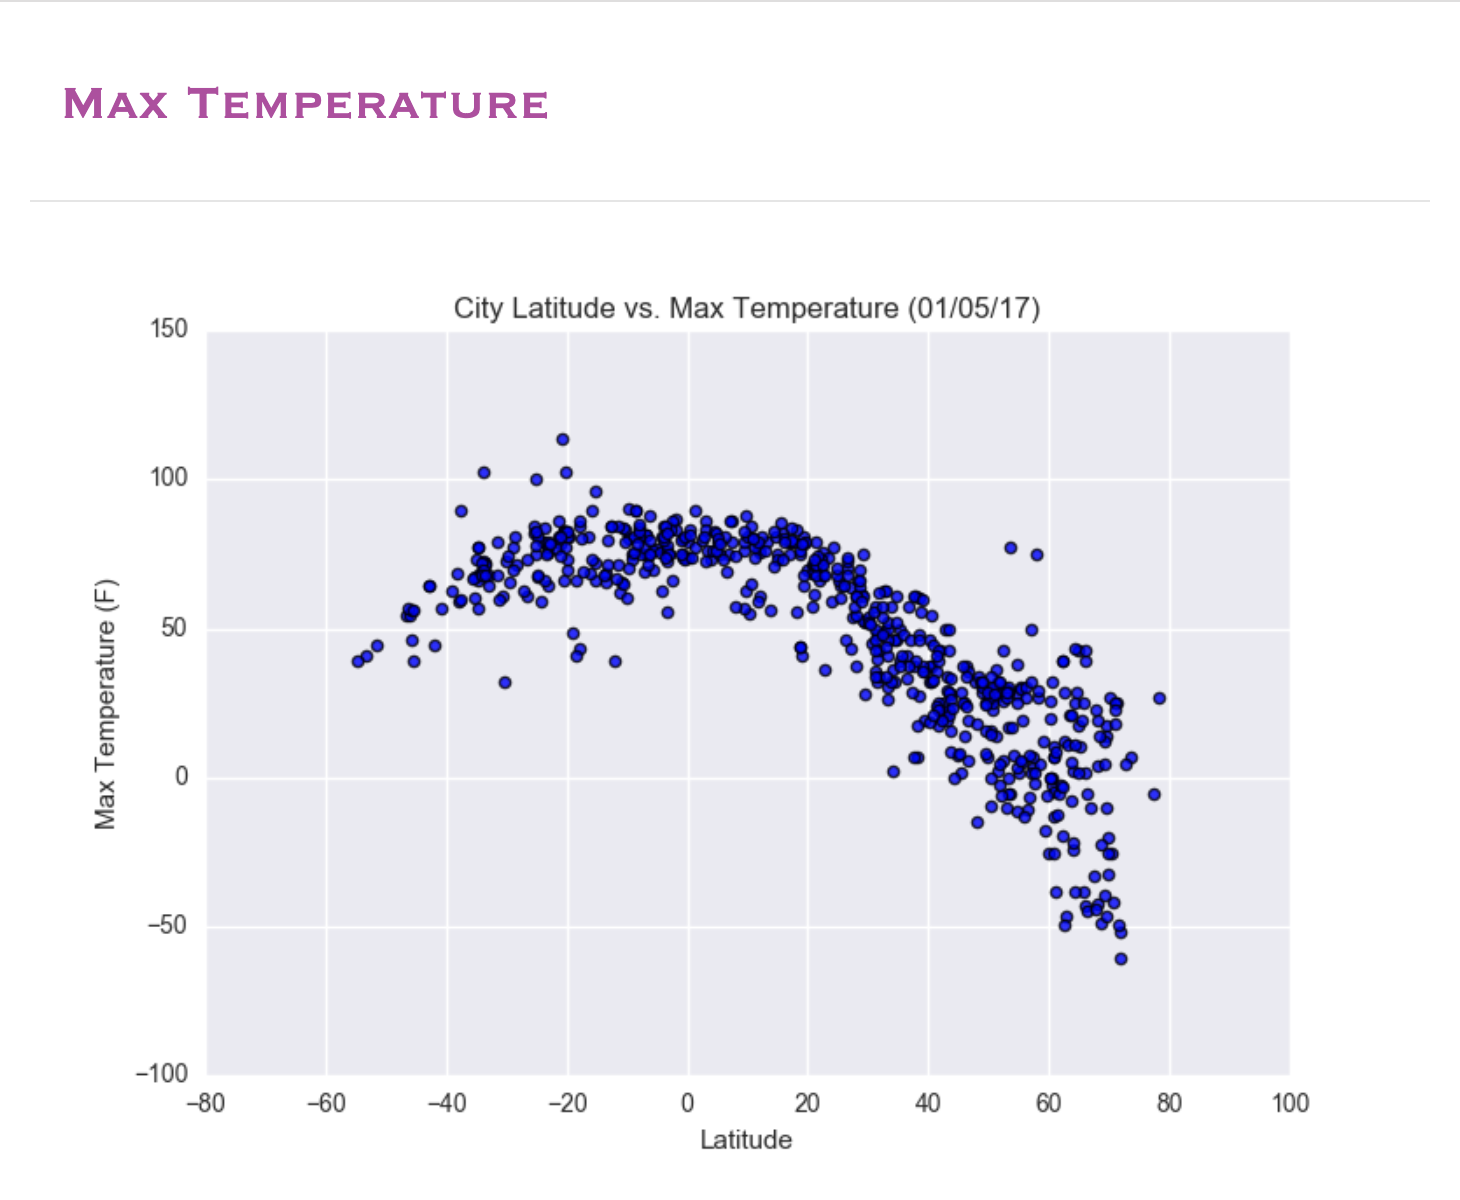 Max Temperature
City Latitude vs. Max Temperature (01/05/17)
150
100
50
0
−50
−100
Max Temperature (F)
−80 −60 −40 −20 0 20 40 60 80 100
Latitude